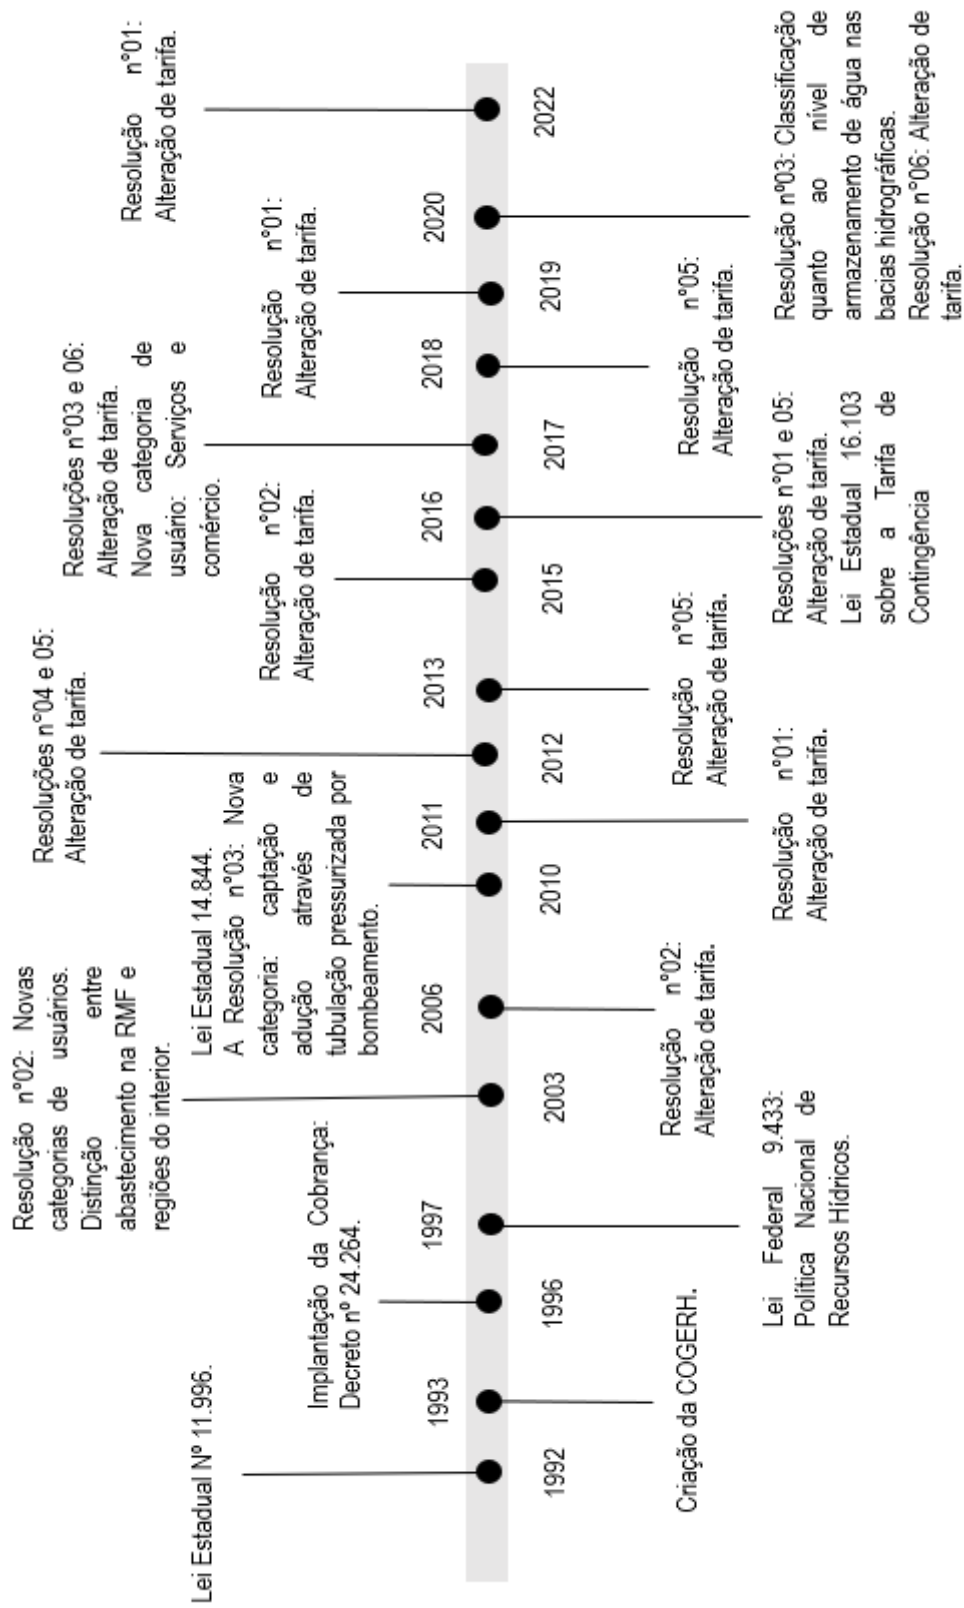 Lei Estadual Nº 11.996.
1992
Criação da COGERH.
1993
Implantação da Cobrança:
Decreto nº 24.264.
1996
Lei Federal 9.433:
Política Nacional de
Recursos Hídricos.
1997
Resolução nº02: Novas
categorias de usuários.
Distinção entre
abastecimento na RMF e
regiões do interior.
2003
Resolução nº02:
Alteração de tarifa.
2006
Lei Estadual 14.844.
A Resolução nº03: Nova
categoria: captação e
adução através de
tubulação pressurizada por
bombeamento.
2010
Resolução nº01:
Alteração de tarifa.
2011
Resoluções nº04 e 05:
Alteração de tarifa.
2012
Resolução nº05:
Alteração de tarifa.
2013
Resolução nº02:
Alteração de tarifa.
2015
Resoluções nº01 e 05:
Alteração de tarifa.
Lei Estadual 16.103
sobre a Tarifa de
Contingência
2016
Resoluções nº03 e 06:
Alteração de tarifa.
Nova categoria de
usuário: Serviços e
comércio.
2017
Resolução nº05:
Alteração de tarifa.
2018
Resolução nº01:
Alteração de tarifa.
2019
Resolução nº03: Classificação
quanto ao nível de
armazenamento de água nas
bacias hidrográficas.
Resolução nº06: Alteração de
tarifa.
2020
Resolução nº01:
Alteração de tarifa.
2022